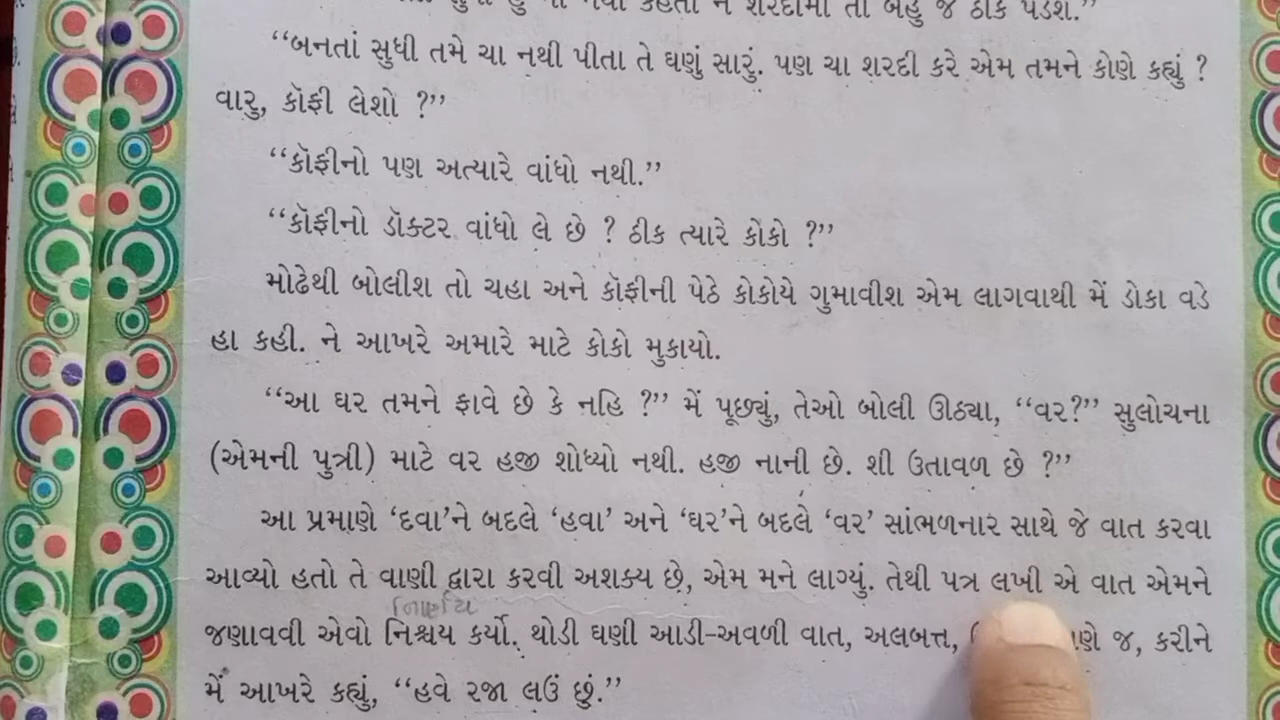 શરદીમાં તો બહુ જ ઠીક પડશે.”
“બનતાં સુધી તમે ચા નથી પીતા તે ઘણું સારું. પણ ચા શરદી કરે એમ તમને કોણે કહ્યું ?
વારુ, કૉફી લેશો ?”
“કૉફીનો પણ અત્યારે વાંધો નથી.”
“કૉફીનો ડૉક્ટર વાંધો લે છે ? ઠીક ત્યારે કોકો ?”
મોઢેથી બોલીશ તો ચહા અને કૉફીની પેઠે કોકોયે ગુમાવીશ એમ લાગવાથી મેં ડોકા વડે
હા કહી. ને આખરે અમારે માટે કોકો મુકાયો.
“આ ઘર તમને ફાવે છે કે નહિ ?” મેં પૂછ્યું, તેઓ બોલી ઊઠ્યા, “વર?” સુલોચના
(એમની પુત્રી) માટે વર હજી શોધ્યો નથી. હજી નાની છે. શી ઉતાવળ છે ?”
આ પ્રમાણે ‘દવા’ને બદલે ‘હવા’ અને ‘ઘર’ને બદલે ‘વર’ સાંભળનાર સાથે જે વાત કરવા
આવ્યો હતો તે વાણી દ્વારા કરવી અશક્ય છે, એમ મને લાગ્યું. તેથી પત્ર લખી એ વાત એમને
જણાવવી એવો નિશ્ચય કર્યો. થોડી ઘણી આડી-અવળી વાત, અલબત્ત, જ, કરીને
મેં આખરે કહ્યું, “હવે રજા લઉં છું.”